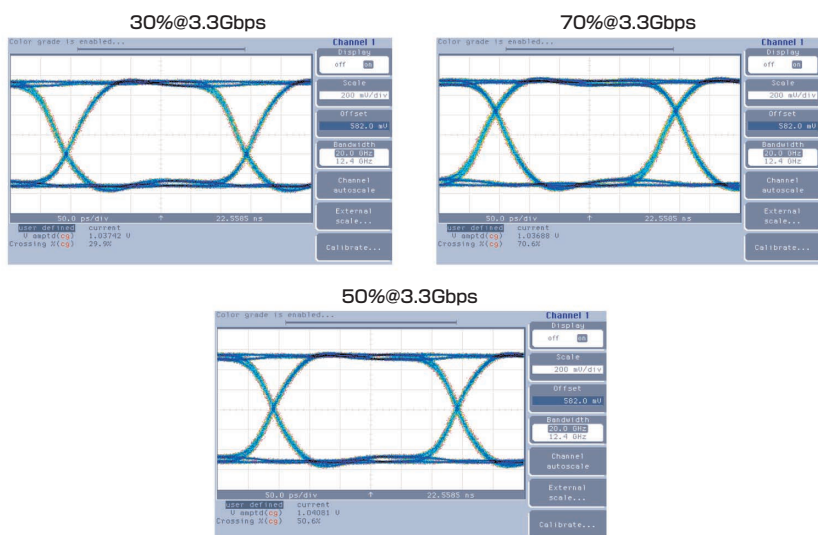 30%@3.3Gbps
Color grade is enabled...
Channel 1
Display
off on
Scale
200 mV/div
Offset
582.0 mV
Bandwidth
20.0 GHz
12.4 GHz
Channel
autoscale
External
scale...
Calibrate...
50.0 ps/div ↑ 22.5585 ns
user defined current
V amptd(cg) 1.03742 V
Crossing %(cg) 29.9%
70%@3.3Gbps
Color grade is enabled...
Channel 1
Display
off on
Scale
200 mV/div
Offset
582.0 mV
Bandwidth
20.0 GHz
12.4 GHz
Channel
autoscale
External
scale...
Calibrate...
50.0 ps/div ↑ 22.5585 ns
user defined current
V amptd(cg) 1.03688 V
Crossing %(cg) 70.6%
50%@3.3Gbps
Color grade is enabled...
Channel 1
Display
off on
Scale
200 mV/div
Offset
582.0 mV
Bandwidth
20.0 GHz
12.4 GHz
Channel
autoscale
External
scale...
Calibrate...
50.0 ps/div ↑ 22.5585 ns
user defined current
V amptd(cg) 1.04081 V
Crossing %(cg) 50.6%